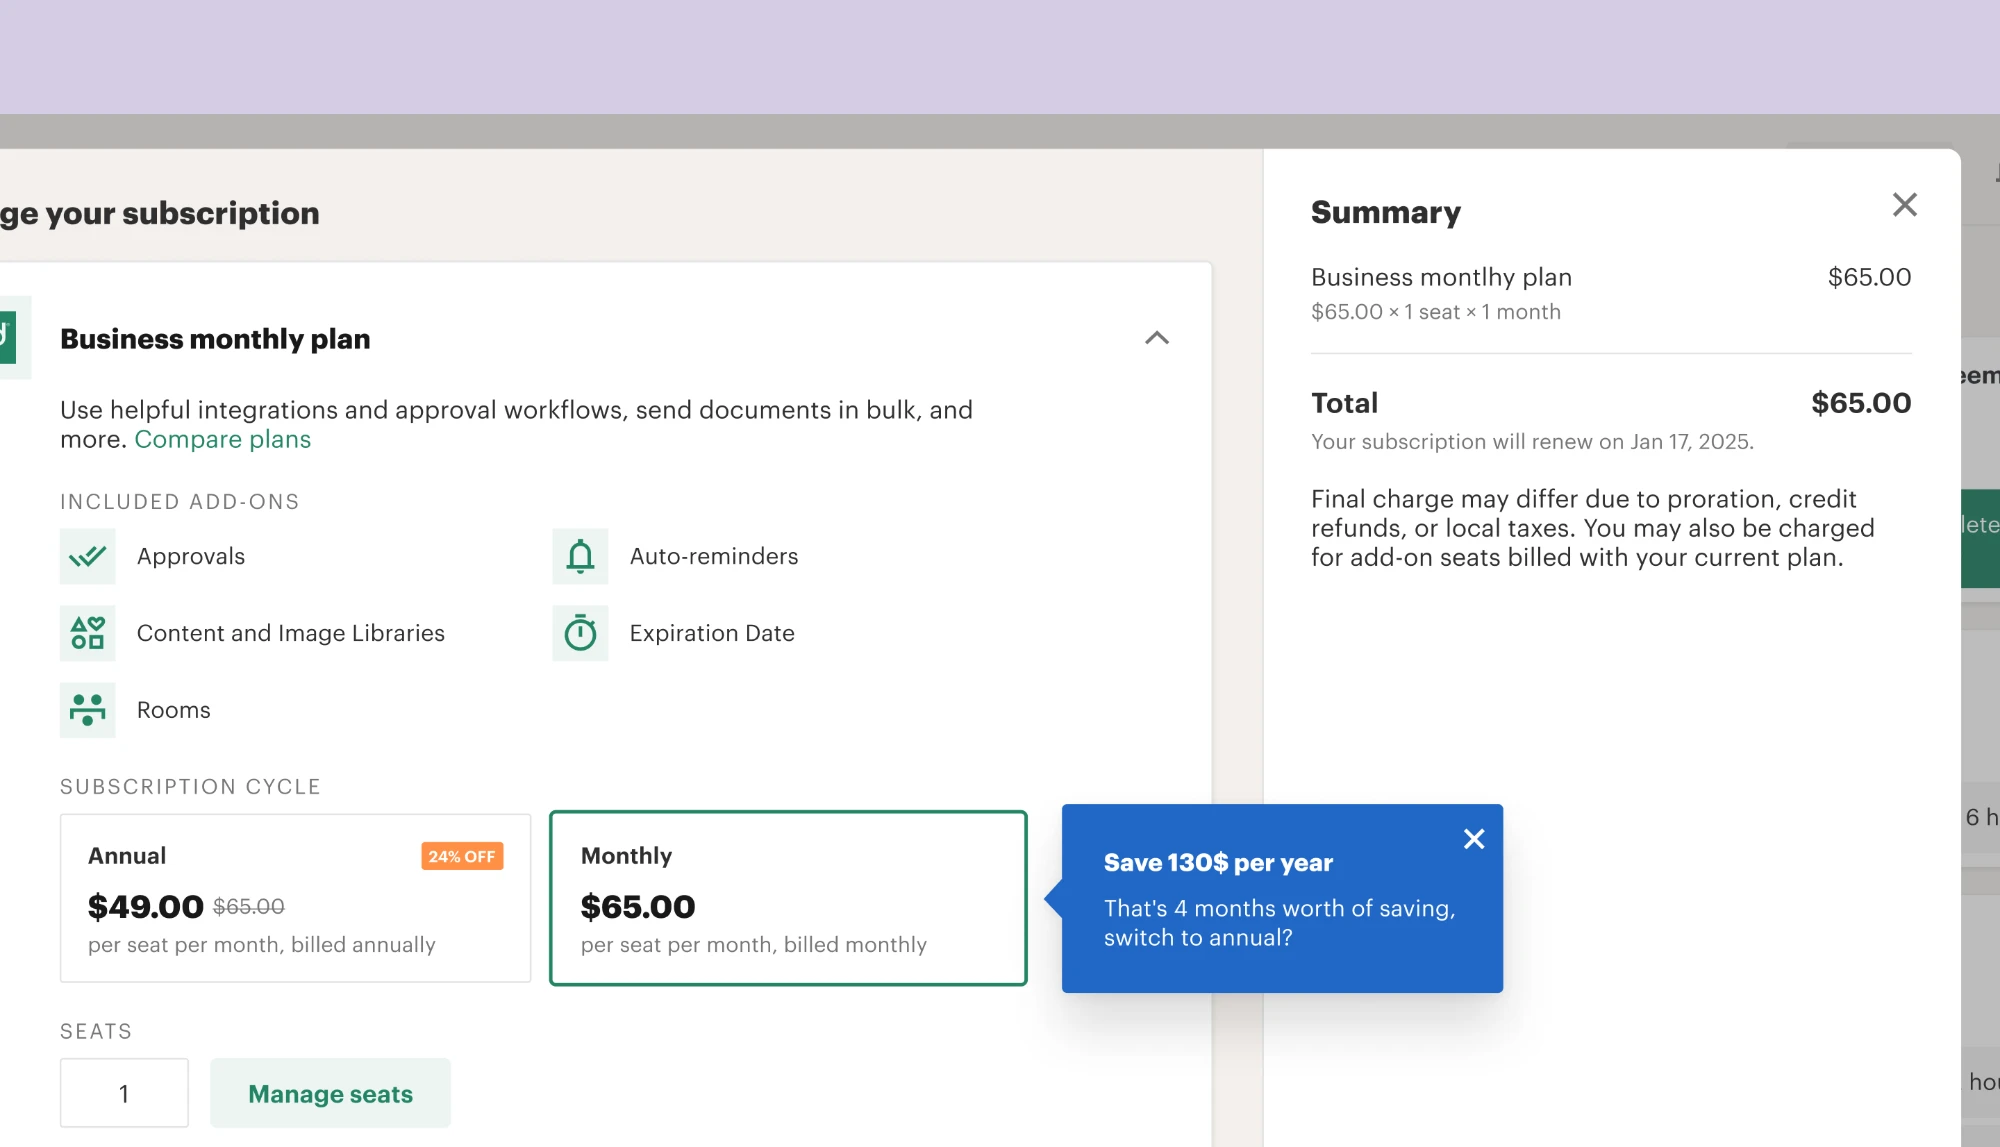 ge your subscription
Business monthly plan
Use helpful integrations and approval workflows, send documents in bulk, and
more. Compare plans
INCLUDED ADD-ONS
Approvals
Auto-reminders
Content and Image Libraries
Expiration Date
Rooms
SUBSCRIPTION CYCLE
Annual
24% OFF
$49.00 $65.00
per seat per month, billed annually
Monthly
$65.00
per seat per month, billed monthly
Save 130$ per year
That's 4 months worth of saving,
switch to annual?
SEATS
1
Manage seats
Summary
Business montlhy plan
$65.00
$65.00 × 1 seat × 1 month
Total
$65.00
Your subscription will renew on Jan 17, 2025.
Final charge may differ due to proration, credit
refunds, or local taxes. You may also be charged
for add-on seats billed with your current plan.
eem
lete
6 h
hou